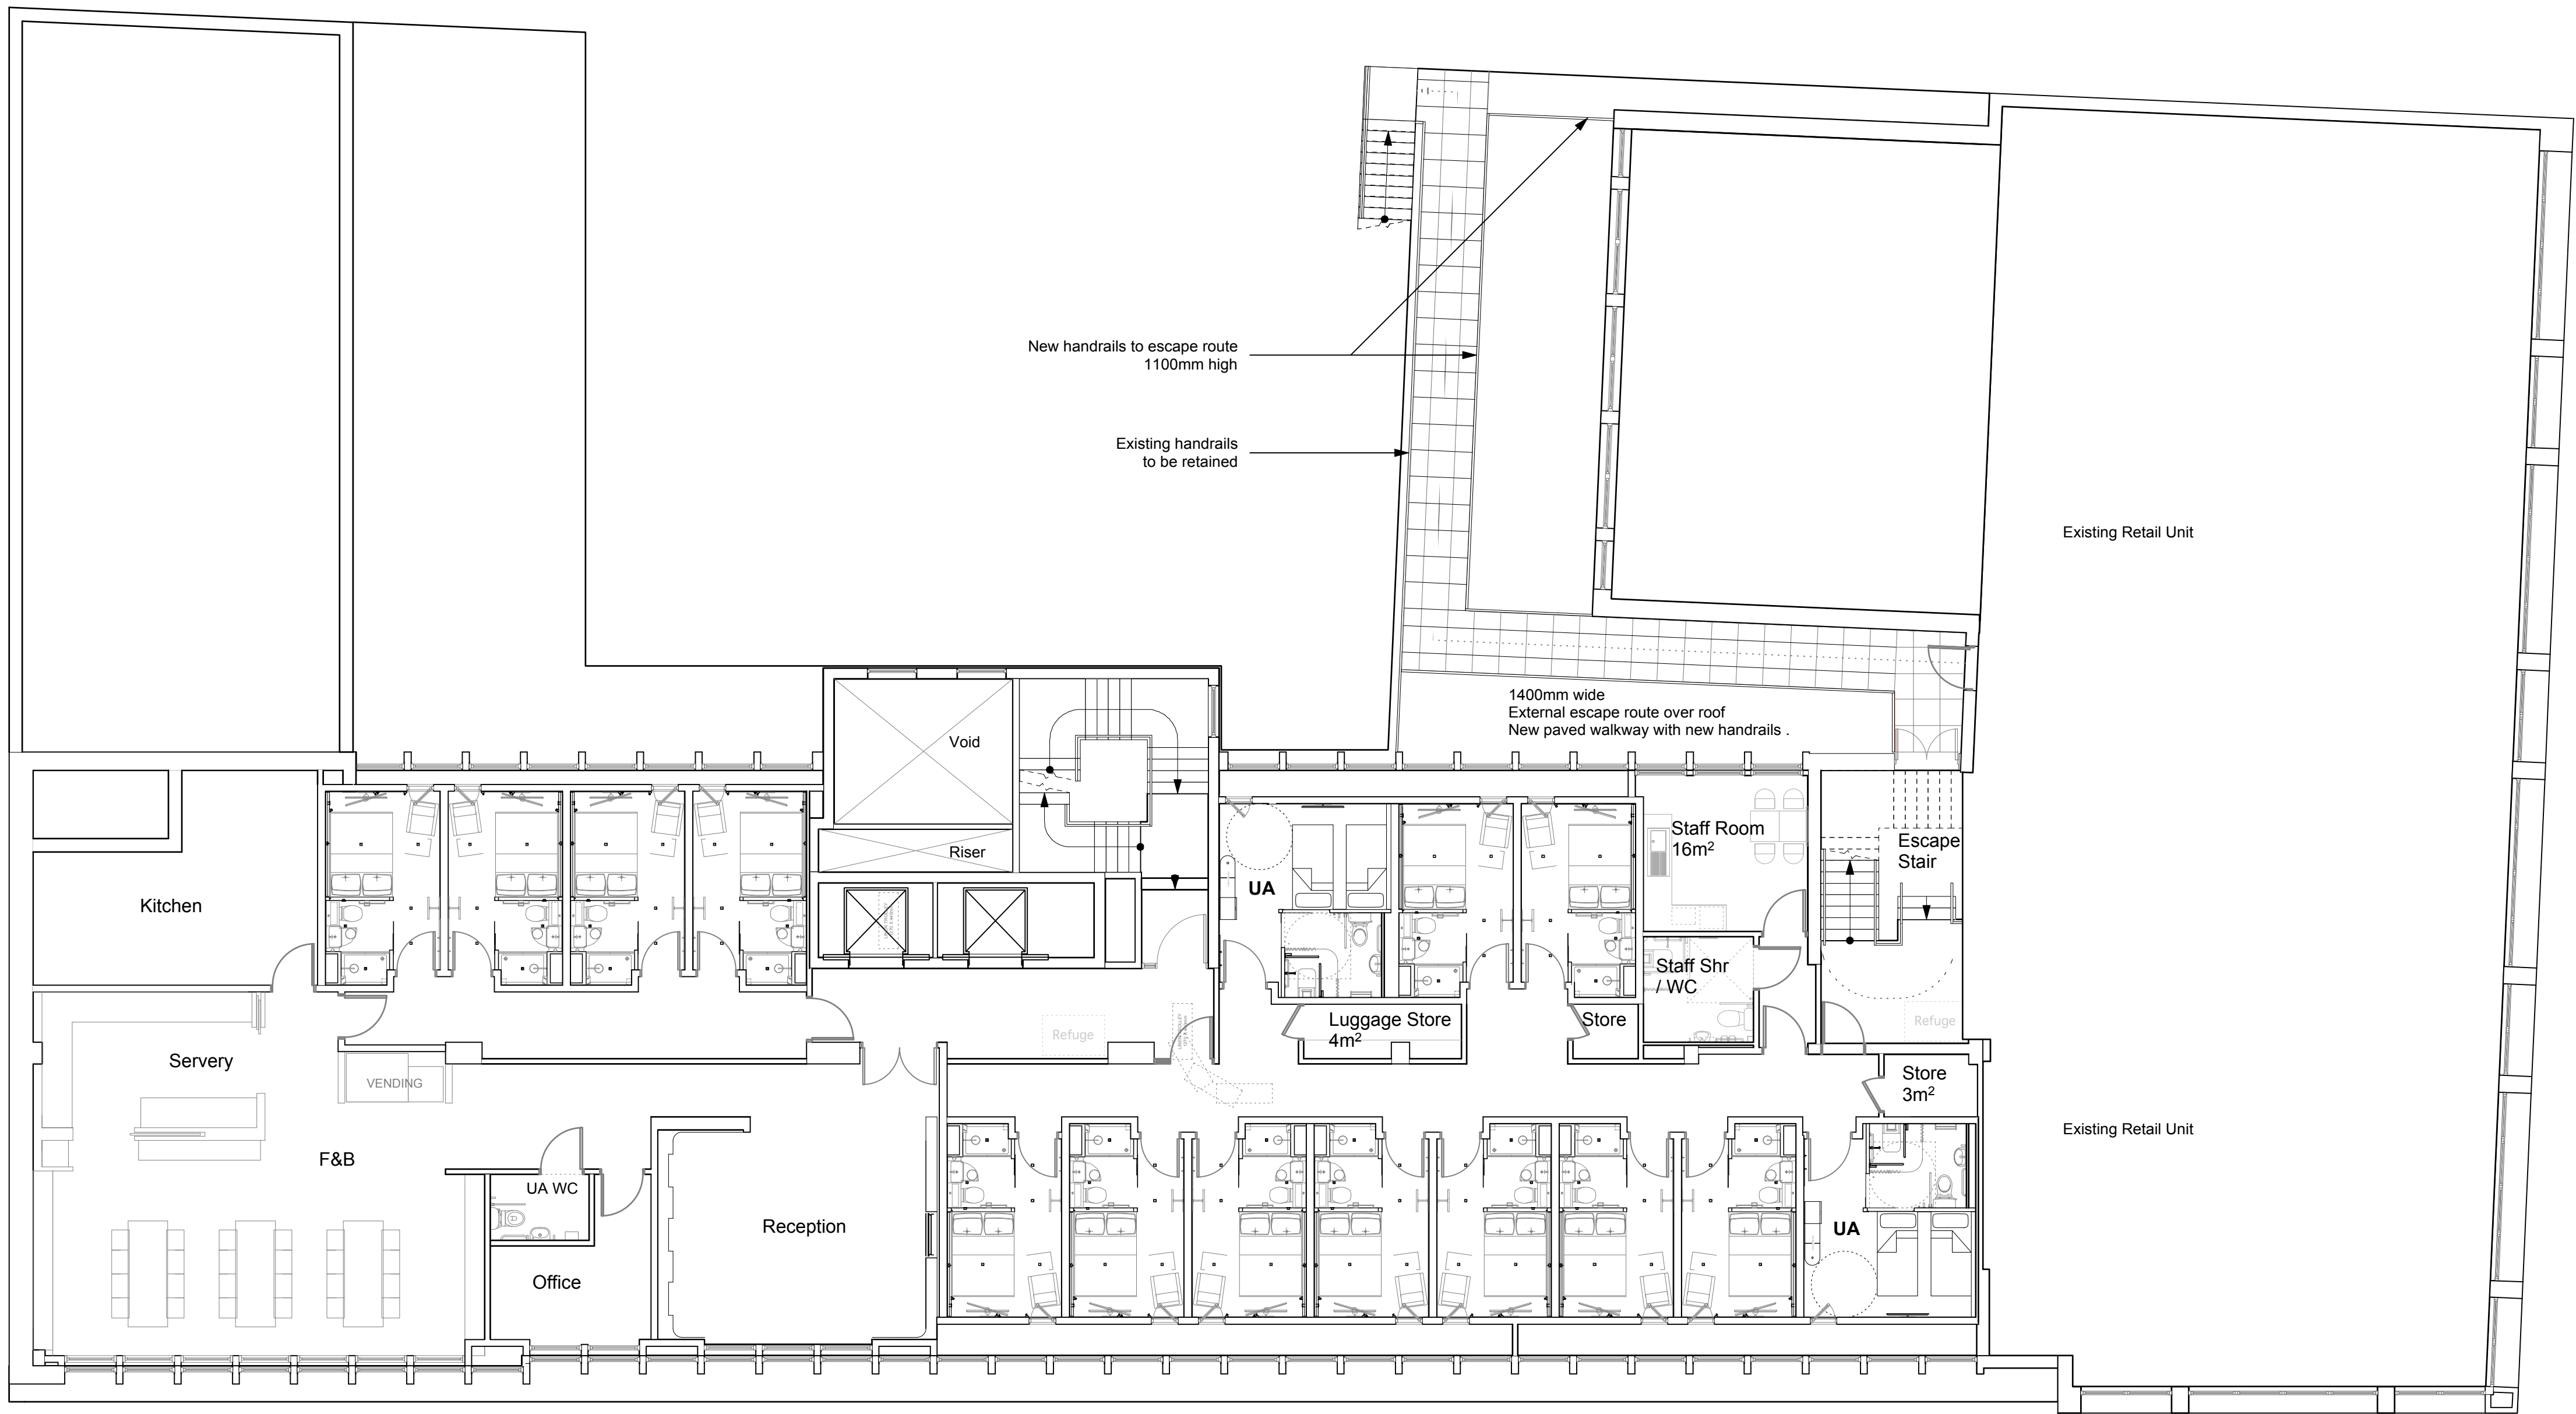 New handrails to escape route
1100mm high
Existing handrails
to be retained
Existing Retail Unit
1400mm wide
External escape route over roof
New paved walkway with new handrails .
Void
Riser
Staff Room
16m²
Escape
Stair
UA
Kitchen
Staff Shr
/ WC
Luggage Store
4m²
Store
Refuge
Refuge
Servery
VENDING
Store
3m²
Existing Retail Unit
F&B
UA WC
Reception
UA
Office